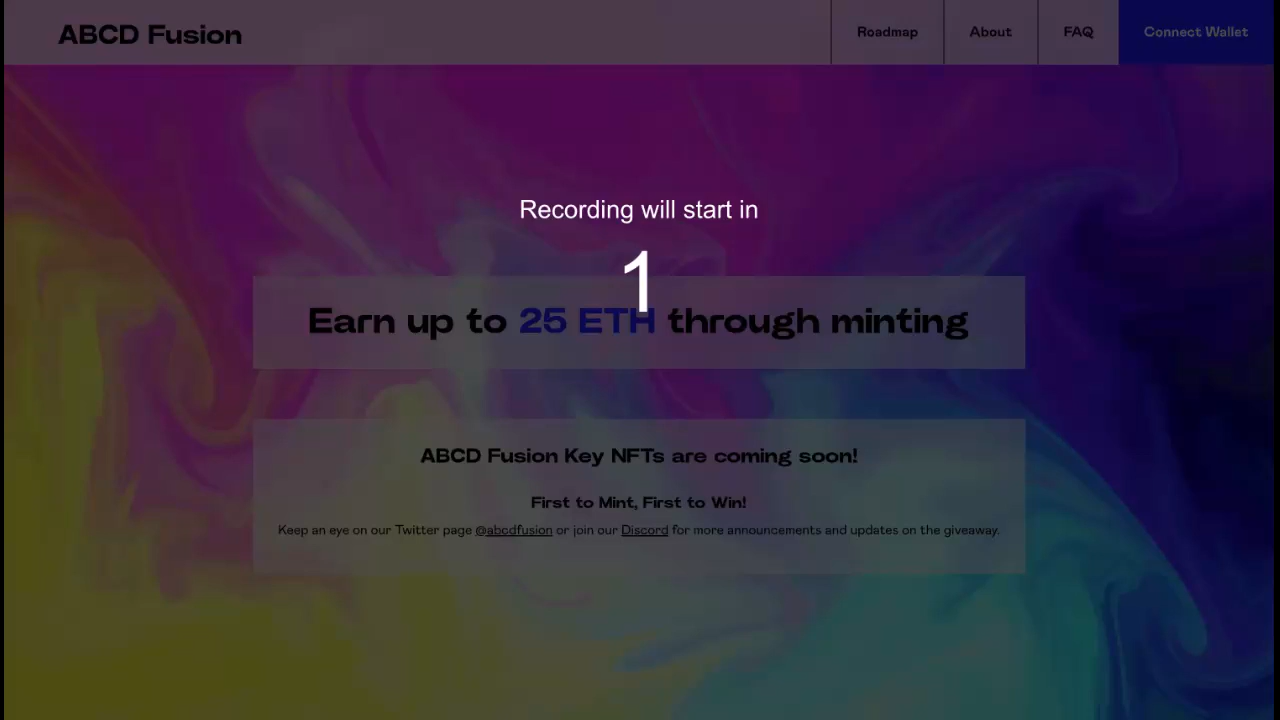 ABCD Fusion
Roadmap
About
FAQ
Connect Wallet
Recording will start in
1
Earn up to 25 ETH through minting
ABCD Fusion Key NFTs are coming soon!
First to Mint, First to Win!
Keep an eye on our Twitter page @abcdfusion or join our Discord for more announcements and updates on the giveaway.